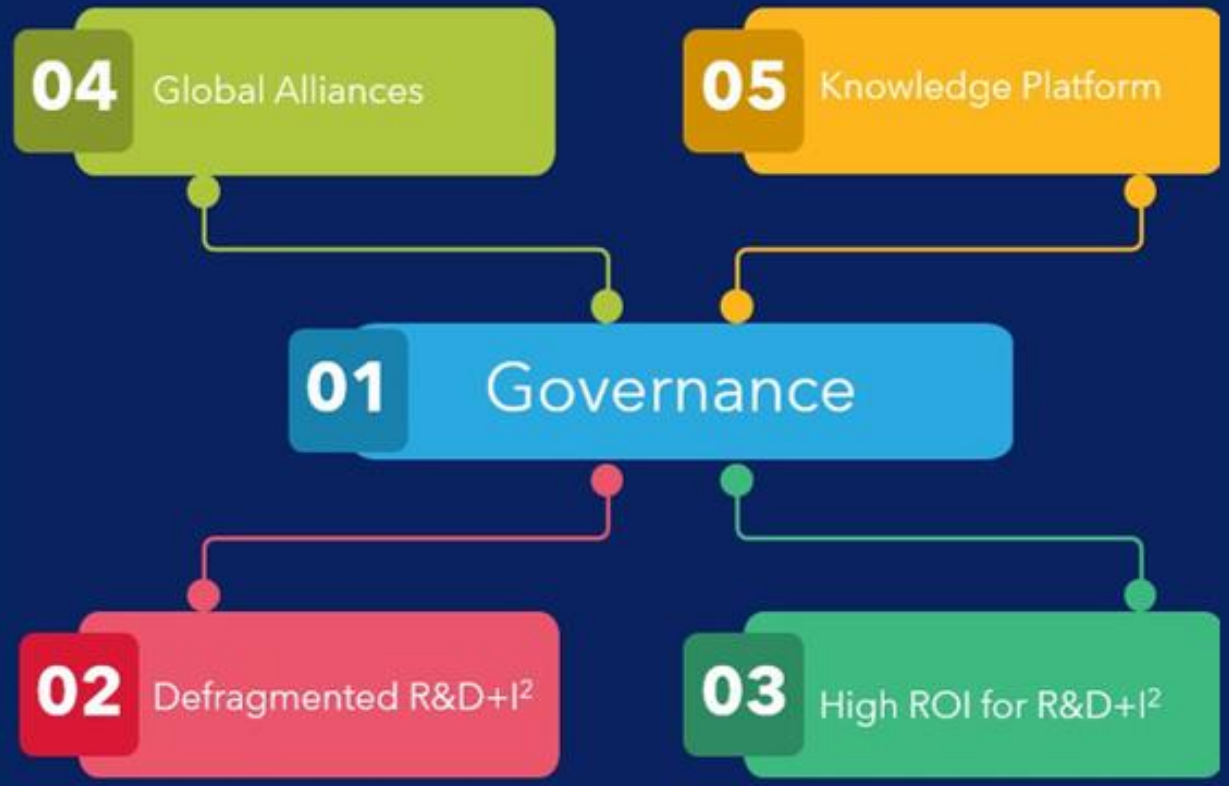 04 Global Alliances
05 Knowledge Platform
01 Governance
02 Defragmented R&D+I²
03 High ROI for R&D+I²